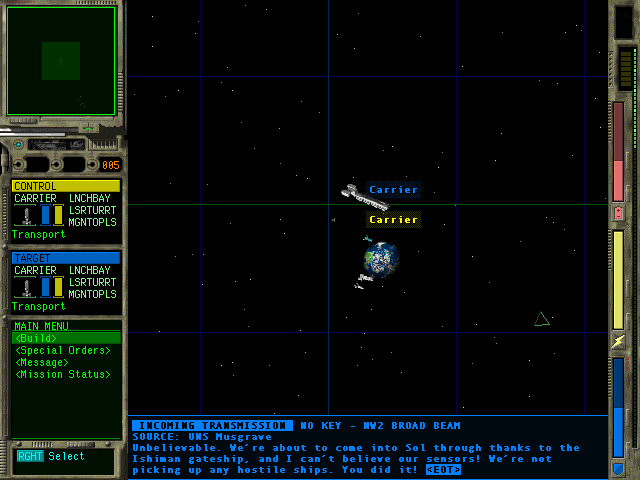 005
CONTROL
CARRIER LNCHBAY
LSRTURRT
MGNTOPLS
Transport
TARGET
CARRIER LNCHBAY
LSRTURRT
MGNTOPLS
Transport
MAIN MENU
<Build>
<Special Orders>
<Message>
<Mission Status>
RGHT Select
Carrier
Carrier
INCOMING TRANSMISSION NO KEY - NW2 BROAD BEAM
SOURCE: UNS Musgrave
Unbelievable. We're about to come into Sol through thanks to the
Ishiman gateship, and I can't believe our sensors! We're not
picking up any hostile ships. You did it! <EOT>